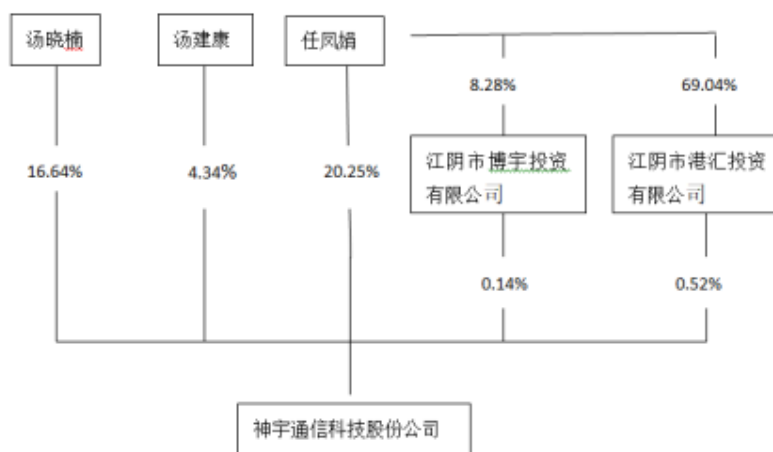 汤晓楠
汤建康
任凤娟
8.28%
69.04%
16.64%
4.34%
20.25%
江阴市博宇投资
有限公司
江阴市港汇投资
有限公司
0.14%
0.52%
神宇通信科技股份公司